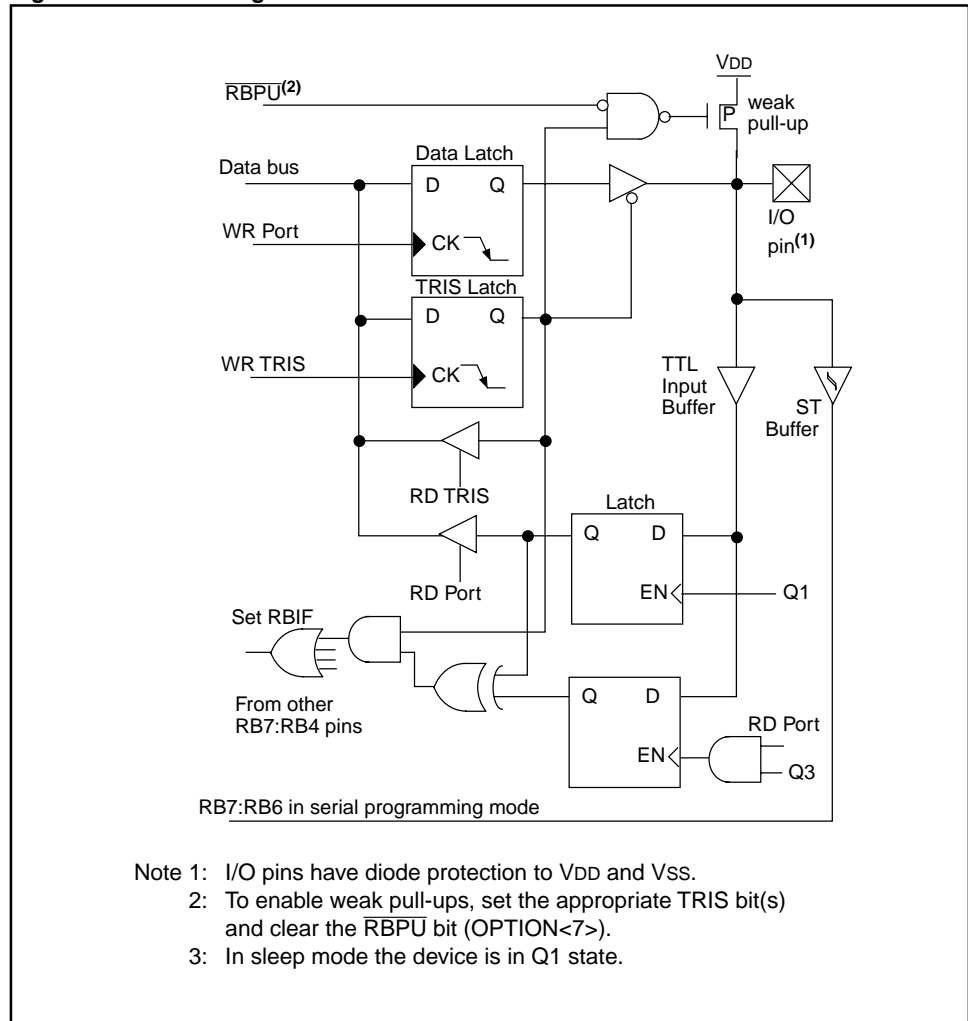 VDD
RBPU(2)
weak
pull-up
P
Data Latch
Data bus
D Q
I/O
pin(1)
WR Port
CK
TRIS Latch
D Q
WR TRIS
CK
TTL
Input
Buffer
ST
Buffer
RD TRIS
Latch
Q D
RD Port
EN
Q1
Set RBIF
From other
RB7:RB4 pins
Q D
RD Port
EN
Q3
RB7:RB6 in serial programming mode
Note 1: I/O pins have diode protection to VDD and VSS.
2: To enable weak pull-ups, set the appropriate TRIS bit(s)
and clear the RBPU bit (OPTION<7>).
3: In sleep mode the device is in Q1 state.